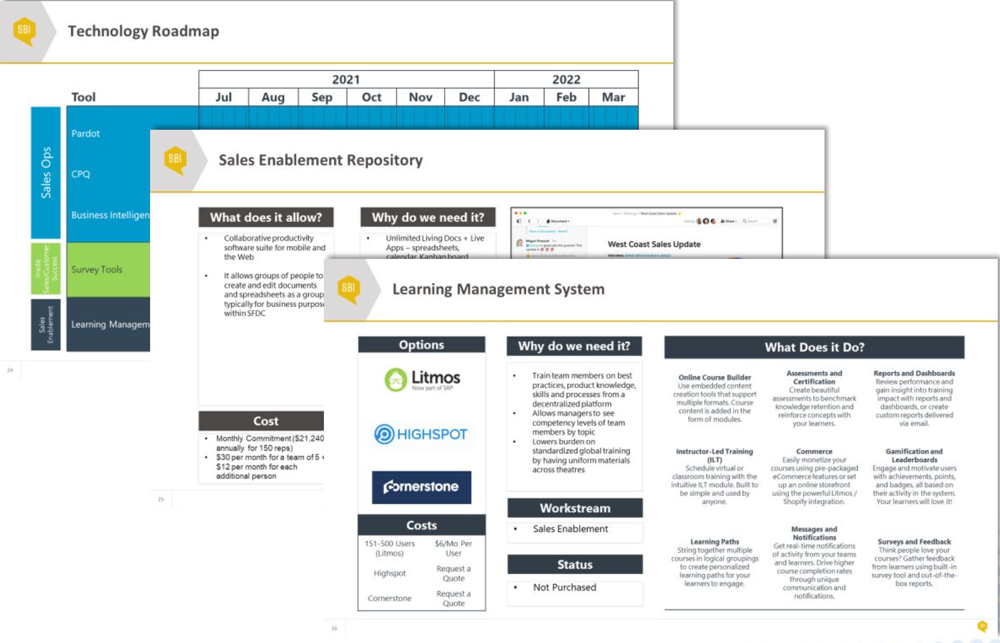 SBI
Technology Roadmap
2021
2022
Tool
Jul
Aug
Sep
Oct
Nov
Dec
Jan
Feb
Mar
Sales Ops
Pardot
CPQ
Business Intelligen
Inside
Sales/Customer
Success
Survey Tools
Sales
Enablement
Learning Managem
24
SBI
Sales Enablement Repository
What does it allow?
• Collaborative productivity
software suite for mobile and
the Web
• It allows groups of people to
create and edit documents
and spreadsheets as a group
typically for business purpose
within SFDC
Cost
• Monthly Commitment ($21,240
annually for 150 reps)
• $30 per month for a team of 5 +
$12 per month for each
additional person
Why do we need it?
• Unlimited Living Docs + Live
Apps – spreadsheets,
calendar, Kanban board
Document
West Coast Sales Update
Share
Search
View in Document
Megan Prescott
West Coast Sales Update
25
SBI
Learning Management System
Options
Litmos
Now part of SAP
HIGHSPOT
Cornerstone
Costs
151-500 Users
(Litmos)
$6/Mo Per
User
Highspot
Request a
Quote
Cornerstone
Request a
Quote
Why do we need it?
• Train team members on best
practices, product knowledge,
skills and processes from a
decentralized platform
• Allows managers to see
competency levels of team
members by topic
• Lowers burden on
standardized global training
by having uniform materials
across theatres
Workstream
• Sales Enablement
Status
• Not Purchased
What Does it Do?
Online Course Builder
Use embedded content
creation tools that support
multiple formats. Course
content is added in the
form of modules.
Assessments and
Certification
Create beautiful
assessments to benchmark
knowledge retention and
reinforce concepts with
your learners.
Reports and Dashboards
Review performance and
gain insight into training
impact with reports and
dashboards, or create
custom reports delivered
via email.
Instructor-Led Training
(ILT)
Schedule virtual or
classroom training with the
intuitive ILT module. Built to
be simple and used by
anyone.
Commerce
Easily monetize your
courses using pre-packaged
eCommerce features or set
up an online storefront
using the powerful Litmos /
Shopify integration.
Gamification and
Leaderboards
Engage and motivate users
with achievements, points,
and badges, all based on
their activity in the system.
Your learners will love it!
Learning Paths
String together multiple
courses in logical groupings
to create personalized
learning paths for your
learners to engage.
Messages and
Notifications
Get real-time notifications
of activity from your teams
and learners. Drive higher
course completion rates
through unique
communication and
notifications.
Surveys and Feedback
Think people love your
courses? Gather feedback
from learners using built-in
survey tool and out-of-the-
box reports.
26